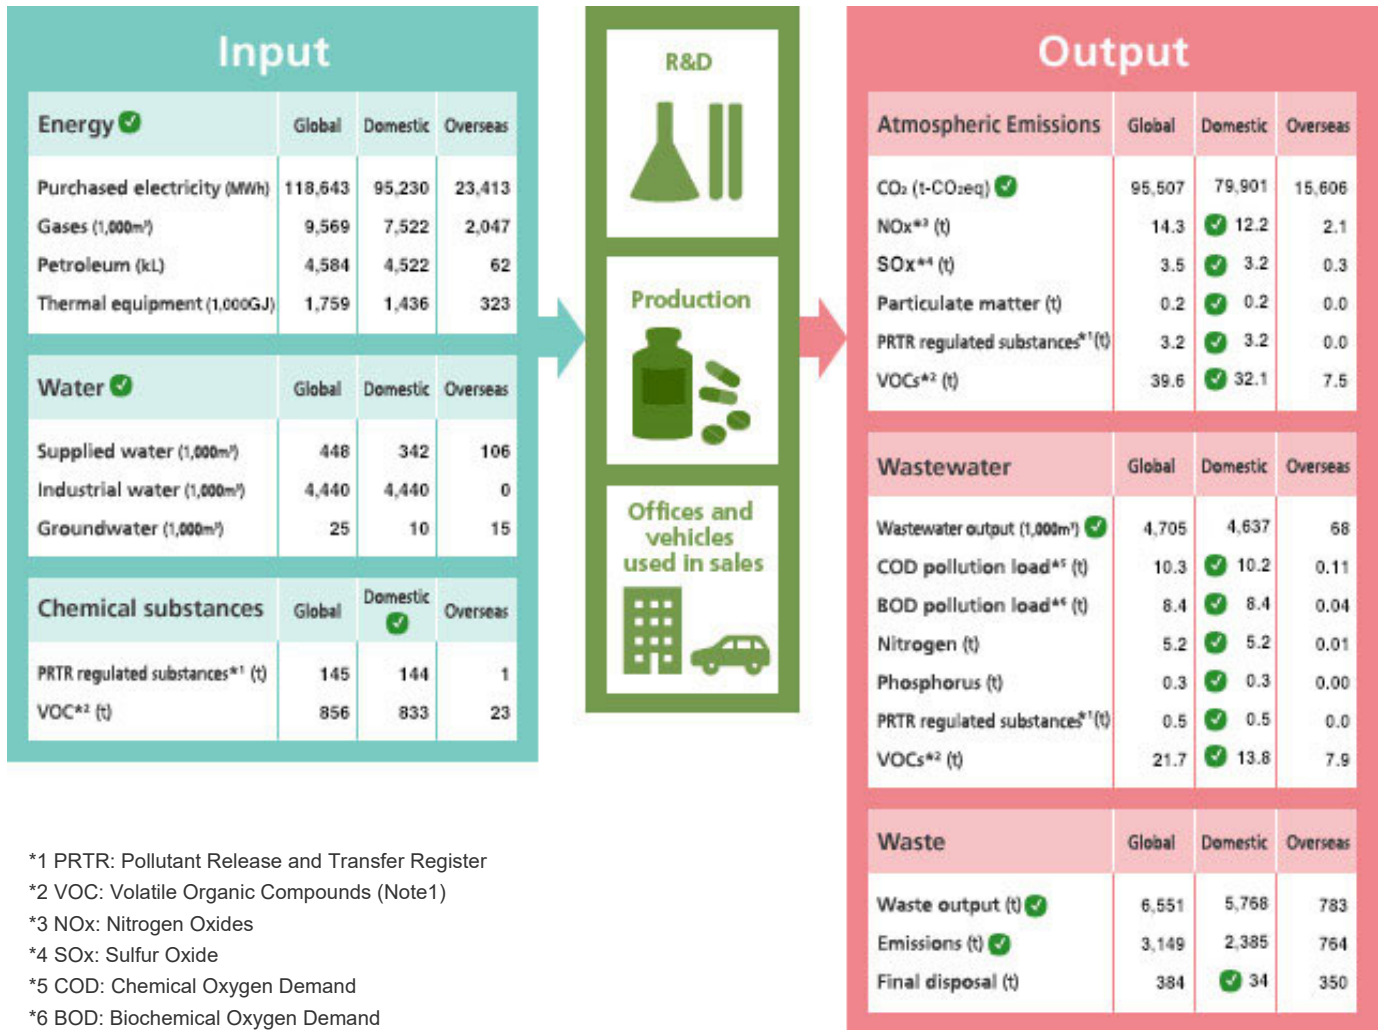 Input
Energy Global Domestic Overseas
Purchased electricity (MWh) 118,643 95,230 23,413
Gases (1,000m³) 9,569 7,522 2,047
Petroleum (kL) 4,584 4,522 62
Thermal equipment (1,000GJ) 1,759 1,436 323
Water Global Domestic Overseas
Supplied water (1,000m³) 448 342 106
Industrial water (1,000m³) 4,440 4,440 0
Groundwater (1,000m³) 25 10 15
Chemical substances Global Domestic Overseas
PRTR regulated substances*1 (t) 145 144 1
VOC*2 (t) 856 833 23
R&D
Production
Offices and
vehicles
used in sales
Output
Atmospheric Emissions Global Domestic Overseas
CO₂ (t-CO₂eq) 95,507 79,901 15,606
NOx*3 (t) 14.3 12.2 2.1
SOx*4 (t) 3.5 3.2 0.3
Particulate matter (t) 0.2 0.2 0.0
PRTR regulated substances*1(t) 3.2 3.2 0.0
VOCs*2 (t) 39.6 32.1 7.5
Wastewater Global Domestic Overseas
Wastewater output (1,000m³) 4,705 4,637 68
COD pollution load*5 (t) 10.3 10.2 0.11
BOD pollution load*6 (t) 8.4 8.4 0.04
Nitrogen (t) 5.2 5.2 0.01
Phosphorus (t) 0.3 0.3 0.00
PRTR regulated substances*1(t) 0.5 0.5 0.0
VOCs*2 (t) 21.7 13.8 7.9
Waste Global Domestic Overseas
Waste output (t) 6,551 5,768 783
Emissions (t) 3,149 2,385 764
Final disposal (t) 384 34 350
*1 PRTR: Pollutant Release and Transfer Register
*2 VOC: Volatile Organic Compounds (Note1)
*3 NOx: Nitrogen Oxides
*4 SOx: Sulfur Oxide
*5 COD: Chemical Oxygen Demand
*6 BOD: Biochemical Oxygen Demand